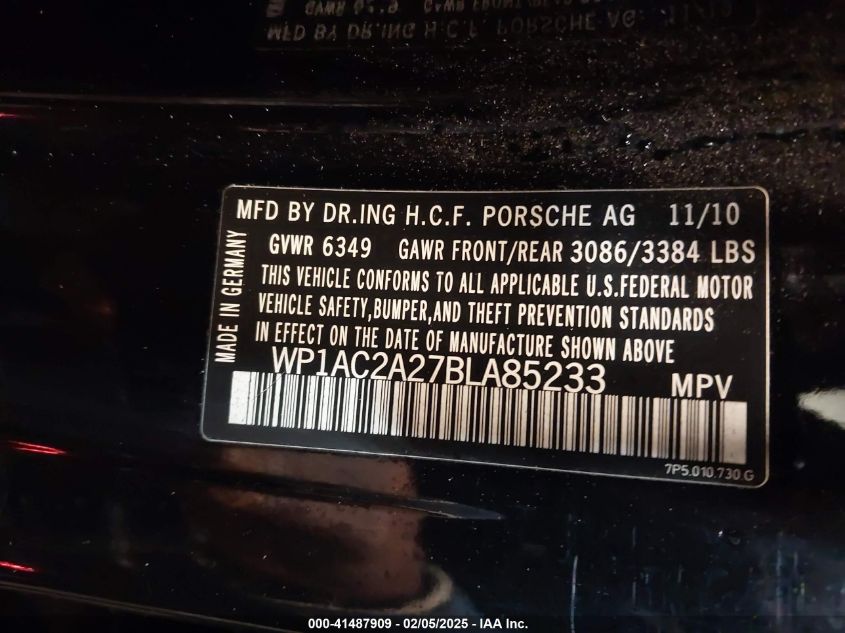 MFD BY DR.ING H.C.F. PORSCHE AG 11/10
GVWR 6349 GAWR FRONT/REAR 3086/3384 LBS
THIS VEHICLE CONFORMS TO ALL APPLICABLE U.S.FEDERAL MOTOR
VEHICLE SAFETY,BUMPER,AND THEFT PREVENTION STANDARDS
IN EFFECT ON THE DATE OF MANUFACTURE SHOWN ABOVE
MADE IN GERMANY
WP1AC2A27BLA85233 MPV
7P5.010.730 G
000-41487909 - 02/05/2025 - IAA Inc.